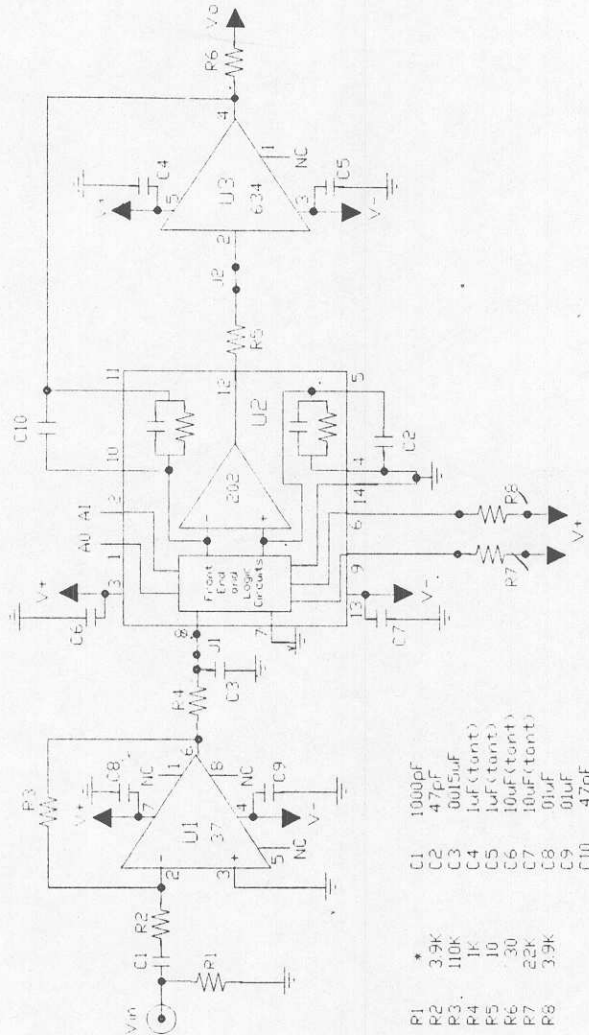 Vin
C1
R2
R1
R3
2
3
U1
37
V+
7
C8
NC
1
6
8
NC
4
C9
V-
5
NC
R4
J1
C3
8
7
V+
C6
3
A0
1
A1
2
10
C10
11
Front
End
and
Logic
Circuits
202
-
+
U2
12
13
C7
V-
9
6
14
4
5
C2
R7
R8
V+
R5
J2
2
U3
634
5
C4
4
1
NC
3
C5
V-
R6
Vo
R1 * C1 1000pF
R2 3.9K C2 47pF
R3 110K C3
R4 1K C4 1uF(tant)
R5 10 C5 1uF(tant)
R6 30 C6 10uF(tant)
R7 22K C7 10uF(tant)
R8 3.9K C8 .01uF
C9 .01uF
C10 47pF